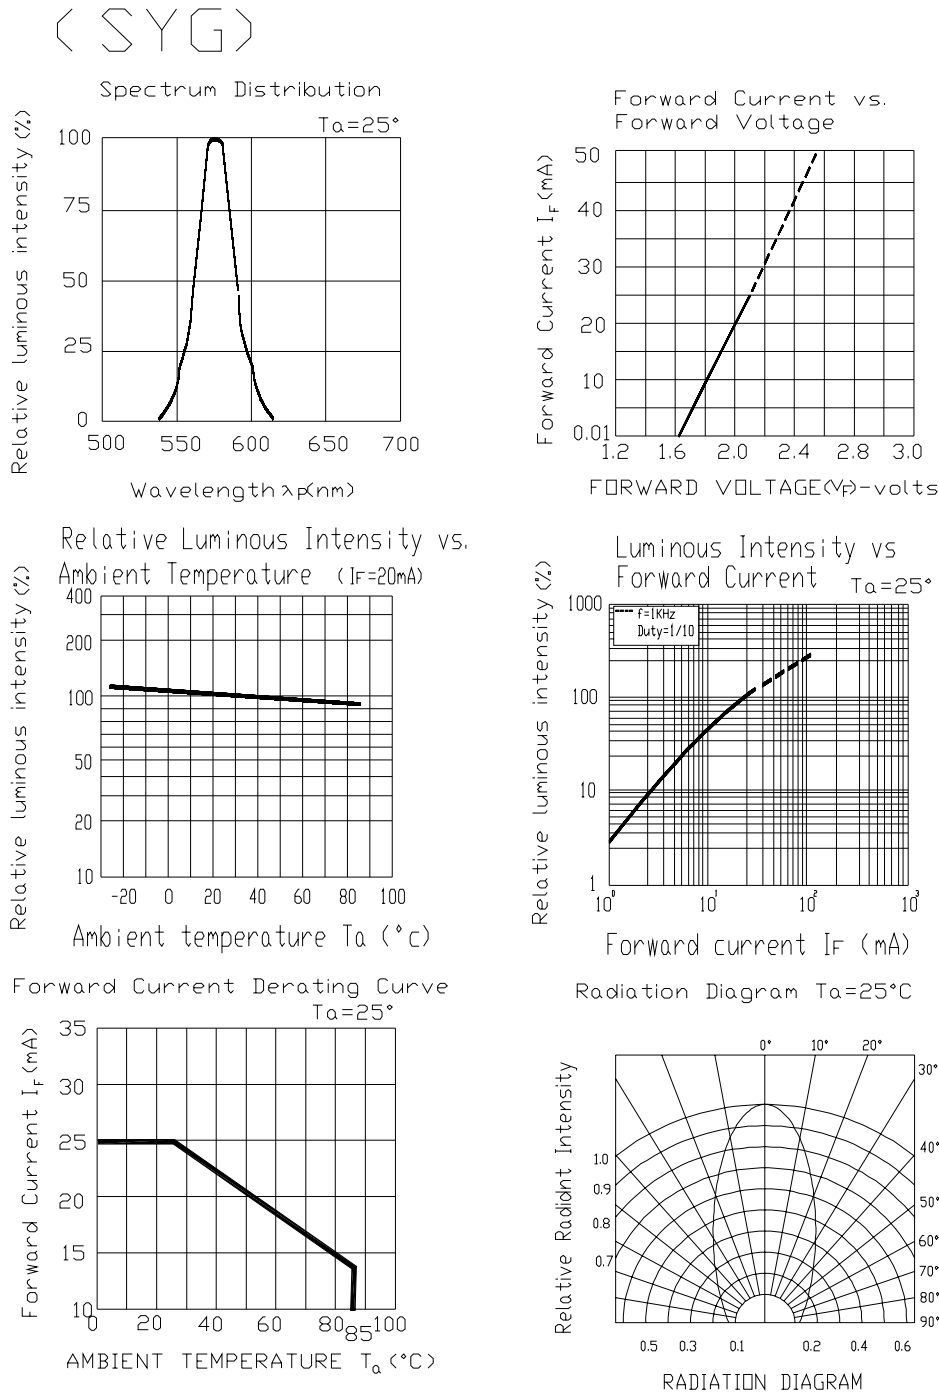 (SYG)
Spectrum Distribution
Ta=25°
Relative luminous intensity(%)
100
75
50
25
0
500 550 600 650 700
Wavelength λp(nm)
Forward Current vs.
Forward Voltage
Forward Current IF(mA)
50
40
30
20
10
0.01
1.2 1.6 2.0 2.4 2.8 3.0
FORWARD VOLTAGE(VF)-volts
Relative Luminous Intensity vs.
Ambient Temperature (IF=20mA)
Relative luminous intensity(%)
400
200
100
50
20
10
-20 0 20 40 60 80 100
Ambient temperature Ta (°c)
Luminous Intensity vs
Forward Current Ta=25°
Relative luminous intensity(%)
f=1KHz
Duty=1/10
1000
100
10
1
10⁰ 10¹ 10² 10³
Forward current IF (mA)
Forward Current Derating Curve
Ta=25°
Forward Current IF(mA)
35
30
25
20
15
10
0 20 40 60 80 85 100
AMBIENT TEMPERATURE Ta(°C)
Radiation Diagram Ta=25°C
Relative Radidnt Intensity
0° 10° 20°
30°
40°
50°
60°
70°
80°
90°
1.0
0.9
0.8
0.7
0.5 0.3 0.1 0.2 0.4 0.6
RADIATION DIAGRAM